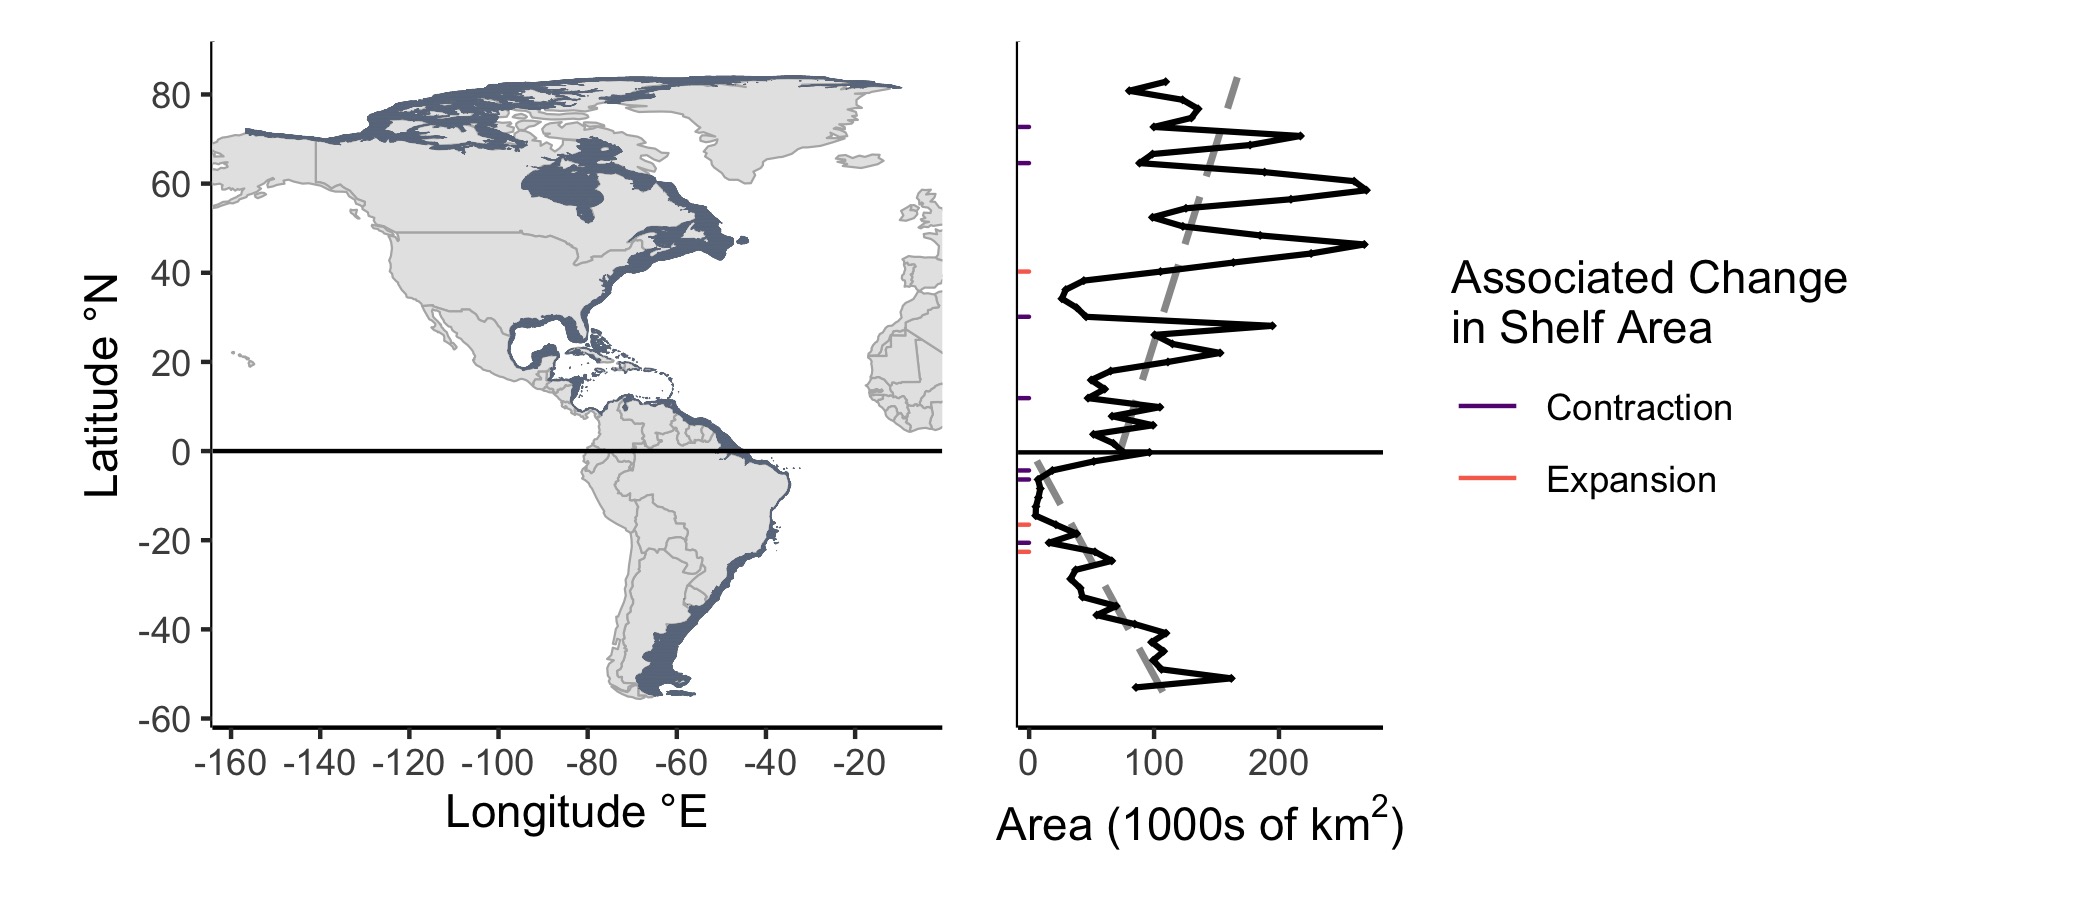 80
60
40
20
0
-20
-40
-60
Latitude °N
-160 -140 -120 -100 -80 -60 -40 -20
Longitude °E
0 100 200
Area (1000s of km²)
Associated Change
in Shelf Area
Contraction
Expansion